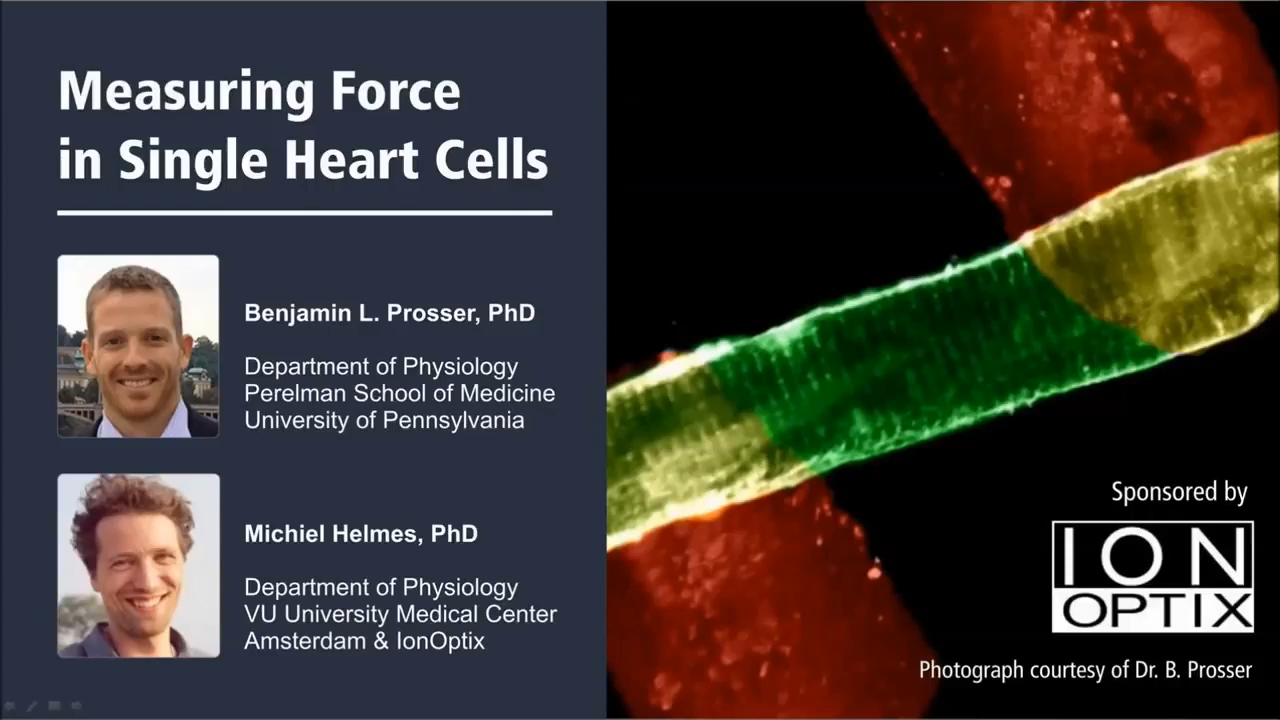 Measuring Force
in Single Heart Cells
Benjamin L. Prosser, PhD
Department of Physiology
Perelman School of Medicine
University of Pennsylvania
Michiel Helmes, PhD
Department of Physiology
VU University Medical Center
Amsterdam & IonOptix
Sponsored by
ION
OPTIX
Photograph courtesy of Dr. B. Prosser